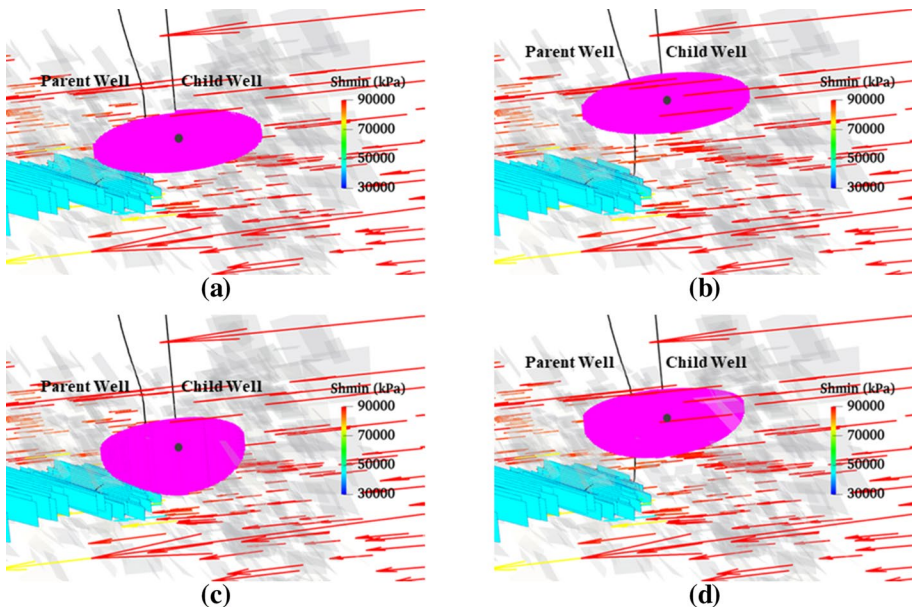 Parent Well Child Well
Shmin (kPa)
90000
70000
50000
30000
(a)
Parent Well Child Well
Shmin (kPa)
90000
70000
50000
30000
(b)
Parent Well Child Well
Shmin (kPa)
90000
70000
50000
30000
(c)
Parent Well Child Well
Shmin (kPa)
90000
70000
50000
30000
(d)